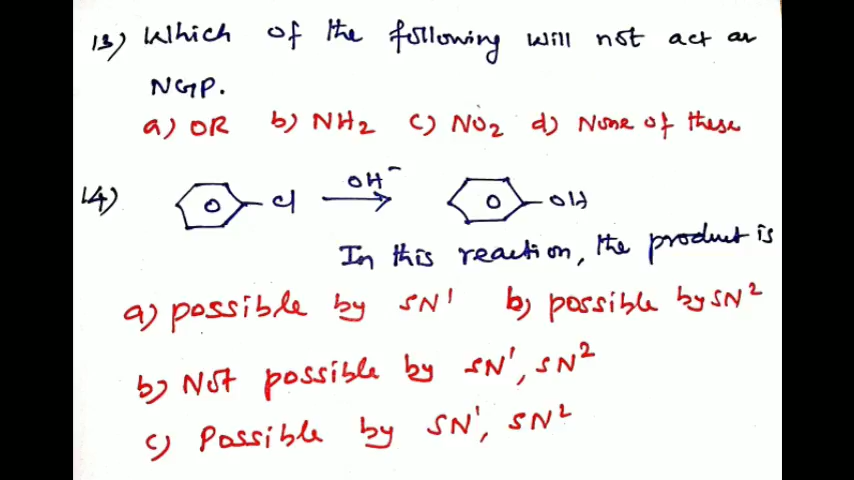 13) Which of the following will not act as
NGP.
a) OR b) NH2 c) NO2 d) None of these
14) Cl OH⁻ OH
In this reaction, the product is
a) possible by SN¹ b) possible by SN²
b) Not possible by SN¹, SN²
c) Possible by SN¹, SN²